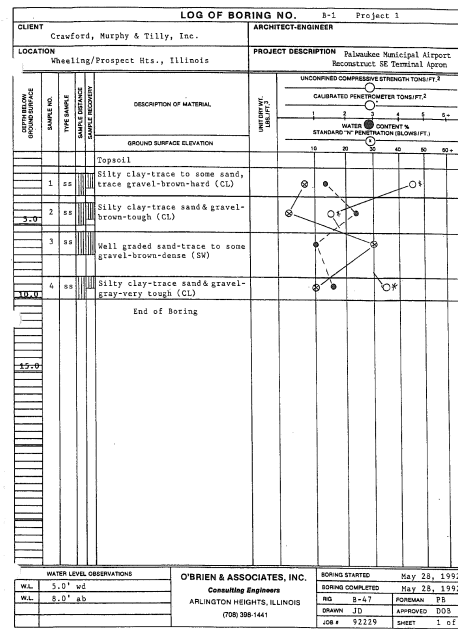 LOG OF BORING NO. B-1 Project 1
CLIENT
Crawford, Murphy & Tilly, Inc.
ARCHITECT-ENGINEER
LOCATION
Wheeling/Prospect Hts., Illinois
PROJECT DESCRIPTION Palwaukee Municipal Airport
Reconstruct SE Terminal Apron
DEPTH BELOW GROUND SURFACE
SAMPLE NO.
TYPE SAMPLE
SAMPLE DISTANCE
SAMPLE RECOVERY
DESCRIPTION OF MATERIAL
GROUND SURFACE ELEVATION
UNIT DRY WT. LBS./FT.3
UNCONFINED COMPRESSIVE STRENGTH TONS/FT.2
CALIBRATED PENETROMETER TONS/FT.2
1 2 3 4 5 6+
WATER CONTENT %
STANDARD "N" PENETRATION (BLOWS/FT.)
10 20 30 40 50 60+
Topsoil
1 ss Silty clay-trace to some sand,
trace gravel-brown-hard (CL)
2 ss Silty clay-trace sand & gravel-
5.0 brown-tough (CL)
3 ss Well graded sand-trace to some
gravel-brown-dense (SW)
4 ss Silty clay-trace sand & gravel-
10.0 gray-very tough (CL)
End of Boring
15.0
WATER LEVEL OBSERVATIONS
W.L. 5.0' wd
W.L. 8.0' ab
O'BRIEN & ASSOCIATES, INC.
Consulting Engineers
ARLINGTON HEIGHTS, ILLINOIS
(708) 398-1441
BORING STARTED May 28, 1992
BORING COMPLETED May 28, 1992
RIG B-47 FOREMAN PB
DRAWN JD APPROVED DOB
JOB # 92229 SHEET 1 of